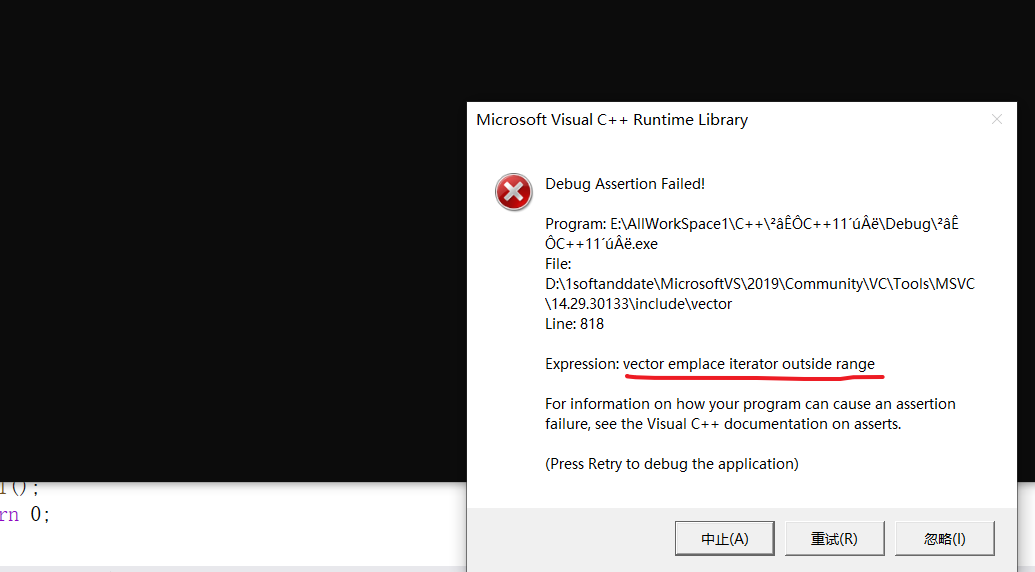 Microsoft Visual C++ Runtime Library
Debug Assertion Failed!
Program: E:\AllWorkSpace1\C++\²âÊÔC++11´úÂë\Debug\²âÊ
ÔC++11´úÂë.exe
File:
D:\1softanddate\MicrosoftVS\2019\Community\VC\Tools\MSVC
\14.29.30133\include\vector
Line: 818
Expression: vector emplace iterator outside range
For information on how your program can cause an assertion
failure, see the Visual C++ documentation on asserts.
(Press Retry to debug the application)
();
rn 0;
中止(A) 重试(R) 忽略(I)